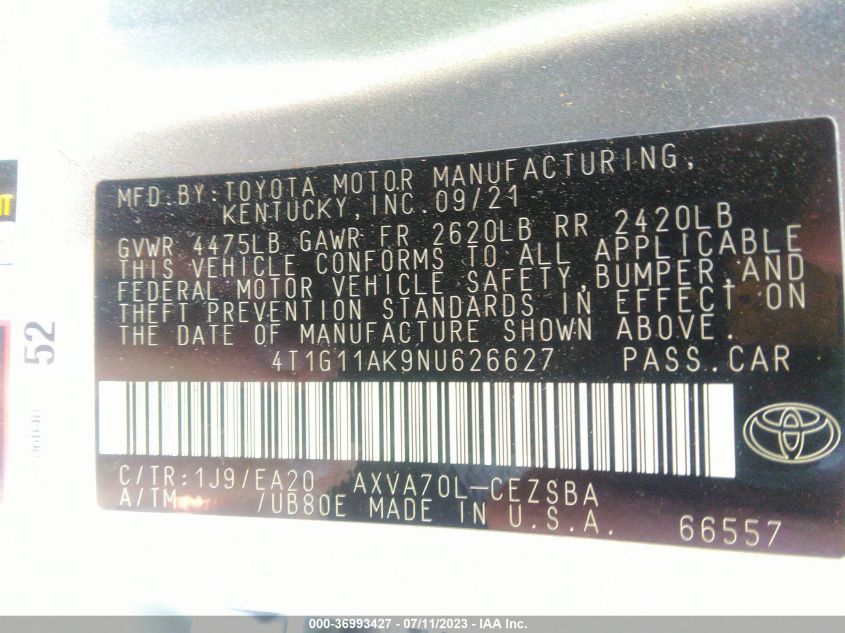 MFD.BY:TOYOTA MOTOR MANUFACTURING,
KENTUCKY,INC.09/21
GVWR 4475LB GAWR FR 2620LB RR 2420LB
THIS VEHICLE CONFORMS TO ALL APPLICABLE
FEDERAL MOTOR VEHICLE SAFETY,BUMPER,AND
THEFT PREVENTION STANDARDS IN EFFECT ON
THE DATE OF MANUFACTURE SHOWN ABOVE.
4T1G11AK9NU626627 PASS.CAR
C/TR:1J9/EA20 AXVA70L-CEZSBA
A/TM /UB80E MADE IN U.S.A.
66557
52
000-36993427 - 07/11/2023 - IAA Inc.